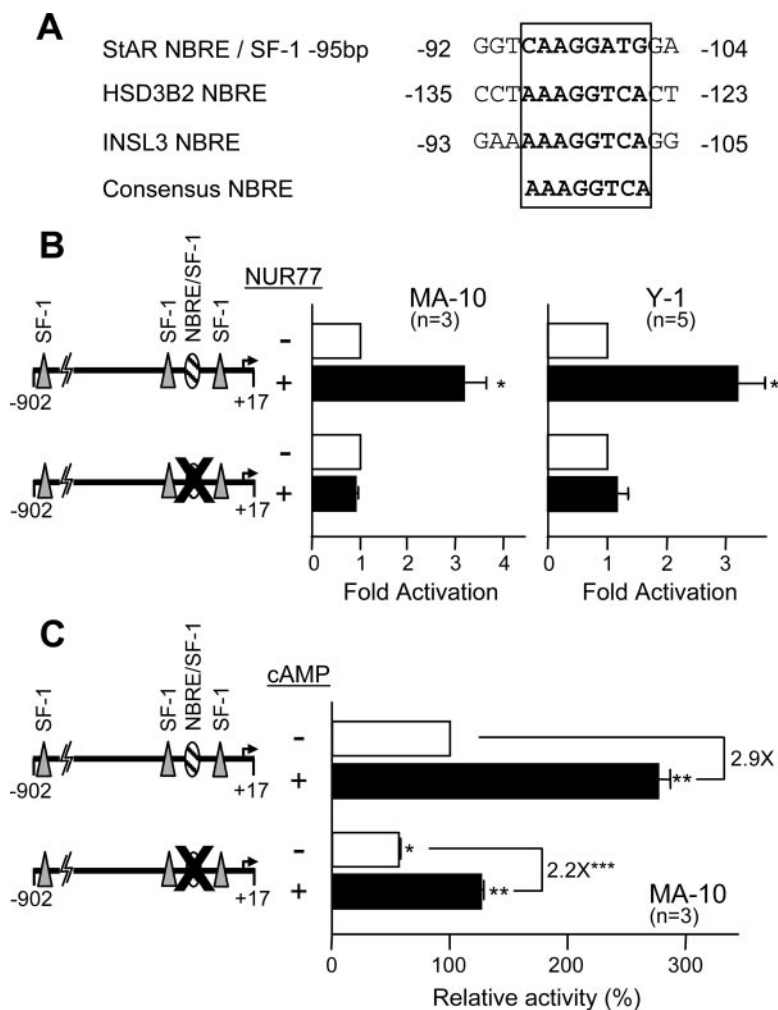 A
StAR NBRE / SF-1 -95bp -92 GGTCAAGGATGGA -104
HSD3B2 NBRE -135 CCTAAAGGTCACT -123
INSL3 NBRE -93 GAAAAAGGTCAGG -105
Consensus NBRE AAAGGTCA
B
SF-1 SF-1 NBRE/SF-1 SF-1
NUR77
MA-10
(n=3)
Y-1
(n=5)
-
+ * *
-902 +17
-
+
-902 +17
0 1 2 3 4 0 1 2 3
Fold Activation Fold Activation
C
SF-1 SF-1 NBRE/SF-1 SF-1
cAMP
-
2.9X
+ **
-902 +17
- *
2.2X***
+ **
-902 +17
MA-10
(n=3)
0 100 200 300
Relative activity (%)